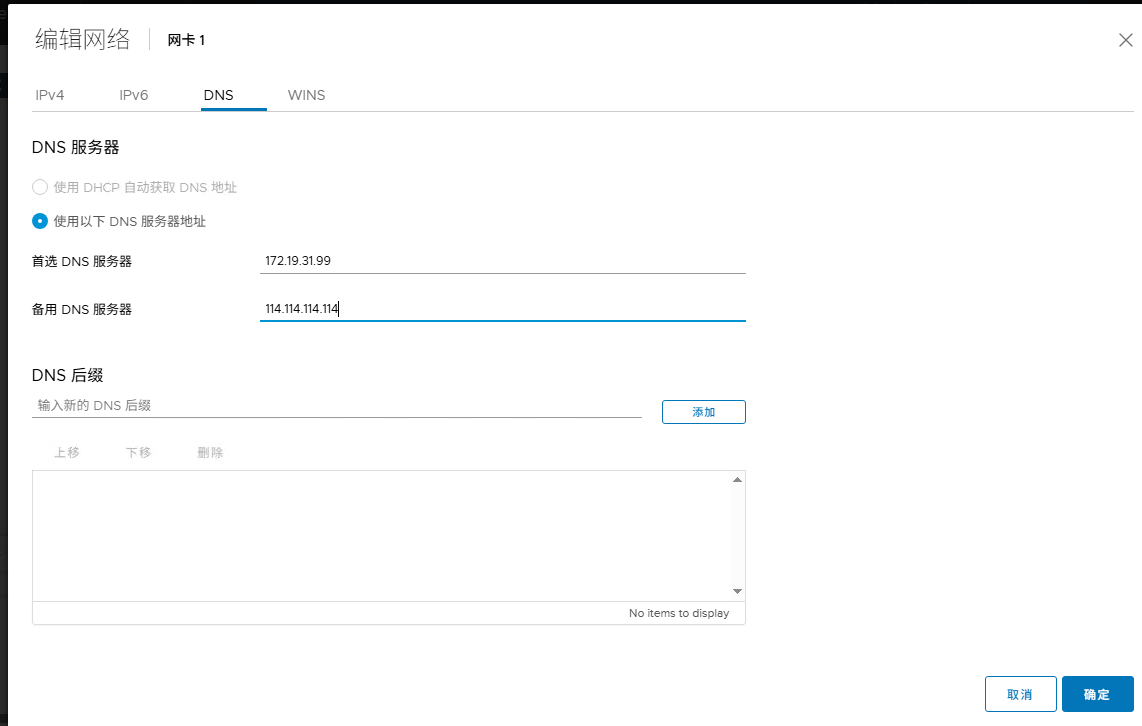 编辑网络 网卡 1
IPv4 IPv6 DNS WINS
DNS 服务器
使用 DHCP 自动获取 DNS 地址
使用以下 DNS 服务器地址
首选 DNS 服务器 172.19.31.99
备用 DNS 服务器 114.114.114.114
DNS 后缀
输入新的 DNS 后缀 添加
上移 下移 删除
No items to display
取消 确定